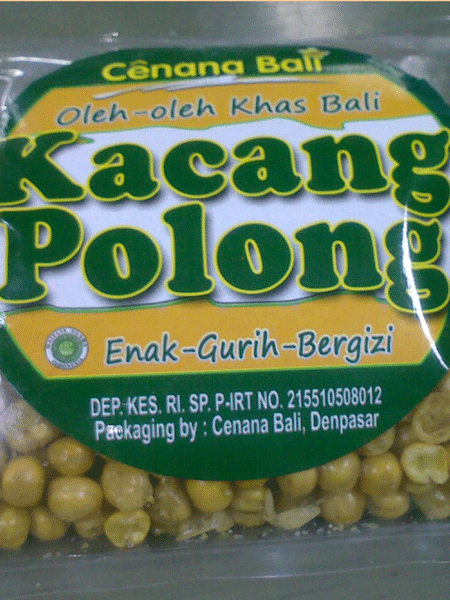 Cênana Bali
Oleh-oleh Khas Bali
Kacang
Polong
Enak-Gurih-Bergizi
DEP. KES. RI. SP. P-IRT NO. 215510508012
Packaging by : Cenana Bali, Denpasar